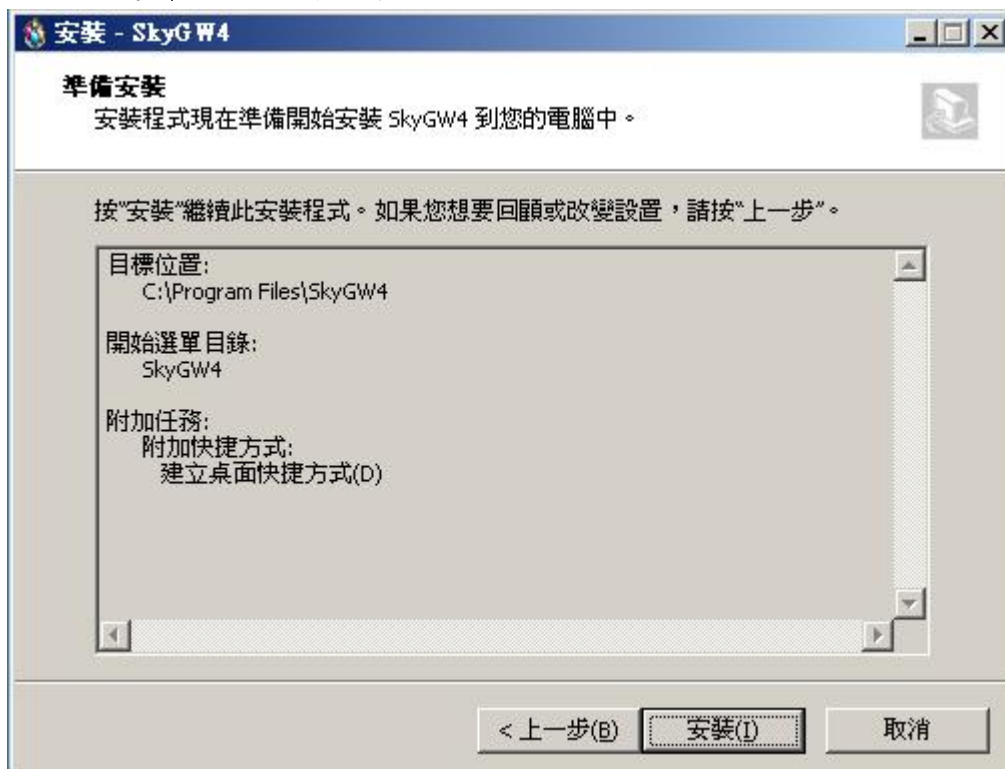 安裝 - SkyGW4
準備安裝
安裝程式現在準備開始安裝 SkyGW4 到您的電腦中。
按"安裝"繼續此安裝程式。如果您想要回顧或改變設置，請按"上一步"。
目標位置:
C:\Program Files\SkyGW4
開始選單目錄:
SkyGW4
附加任務:
附加快捷方式:
建立桌面快捷方式(D)
< 上一步(B)
安裝(I)
取消